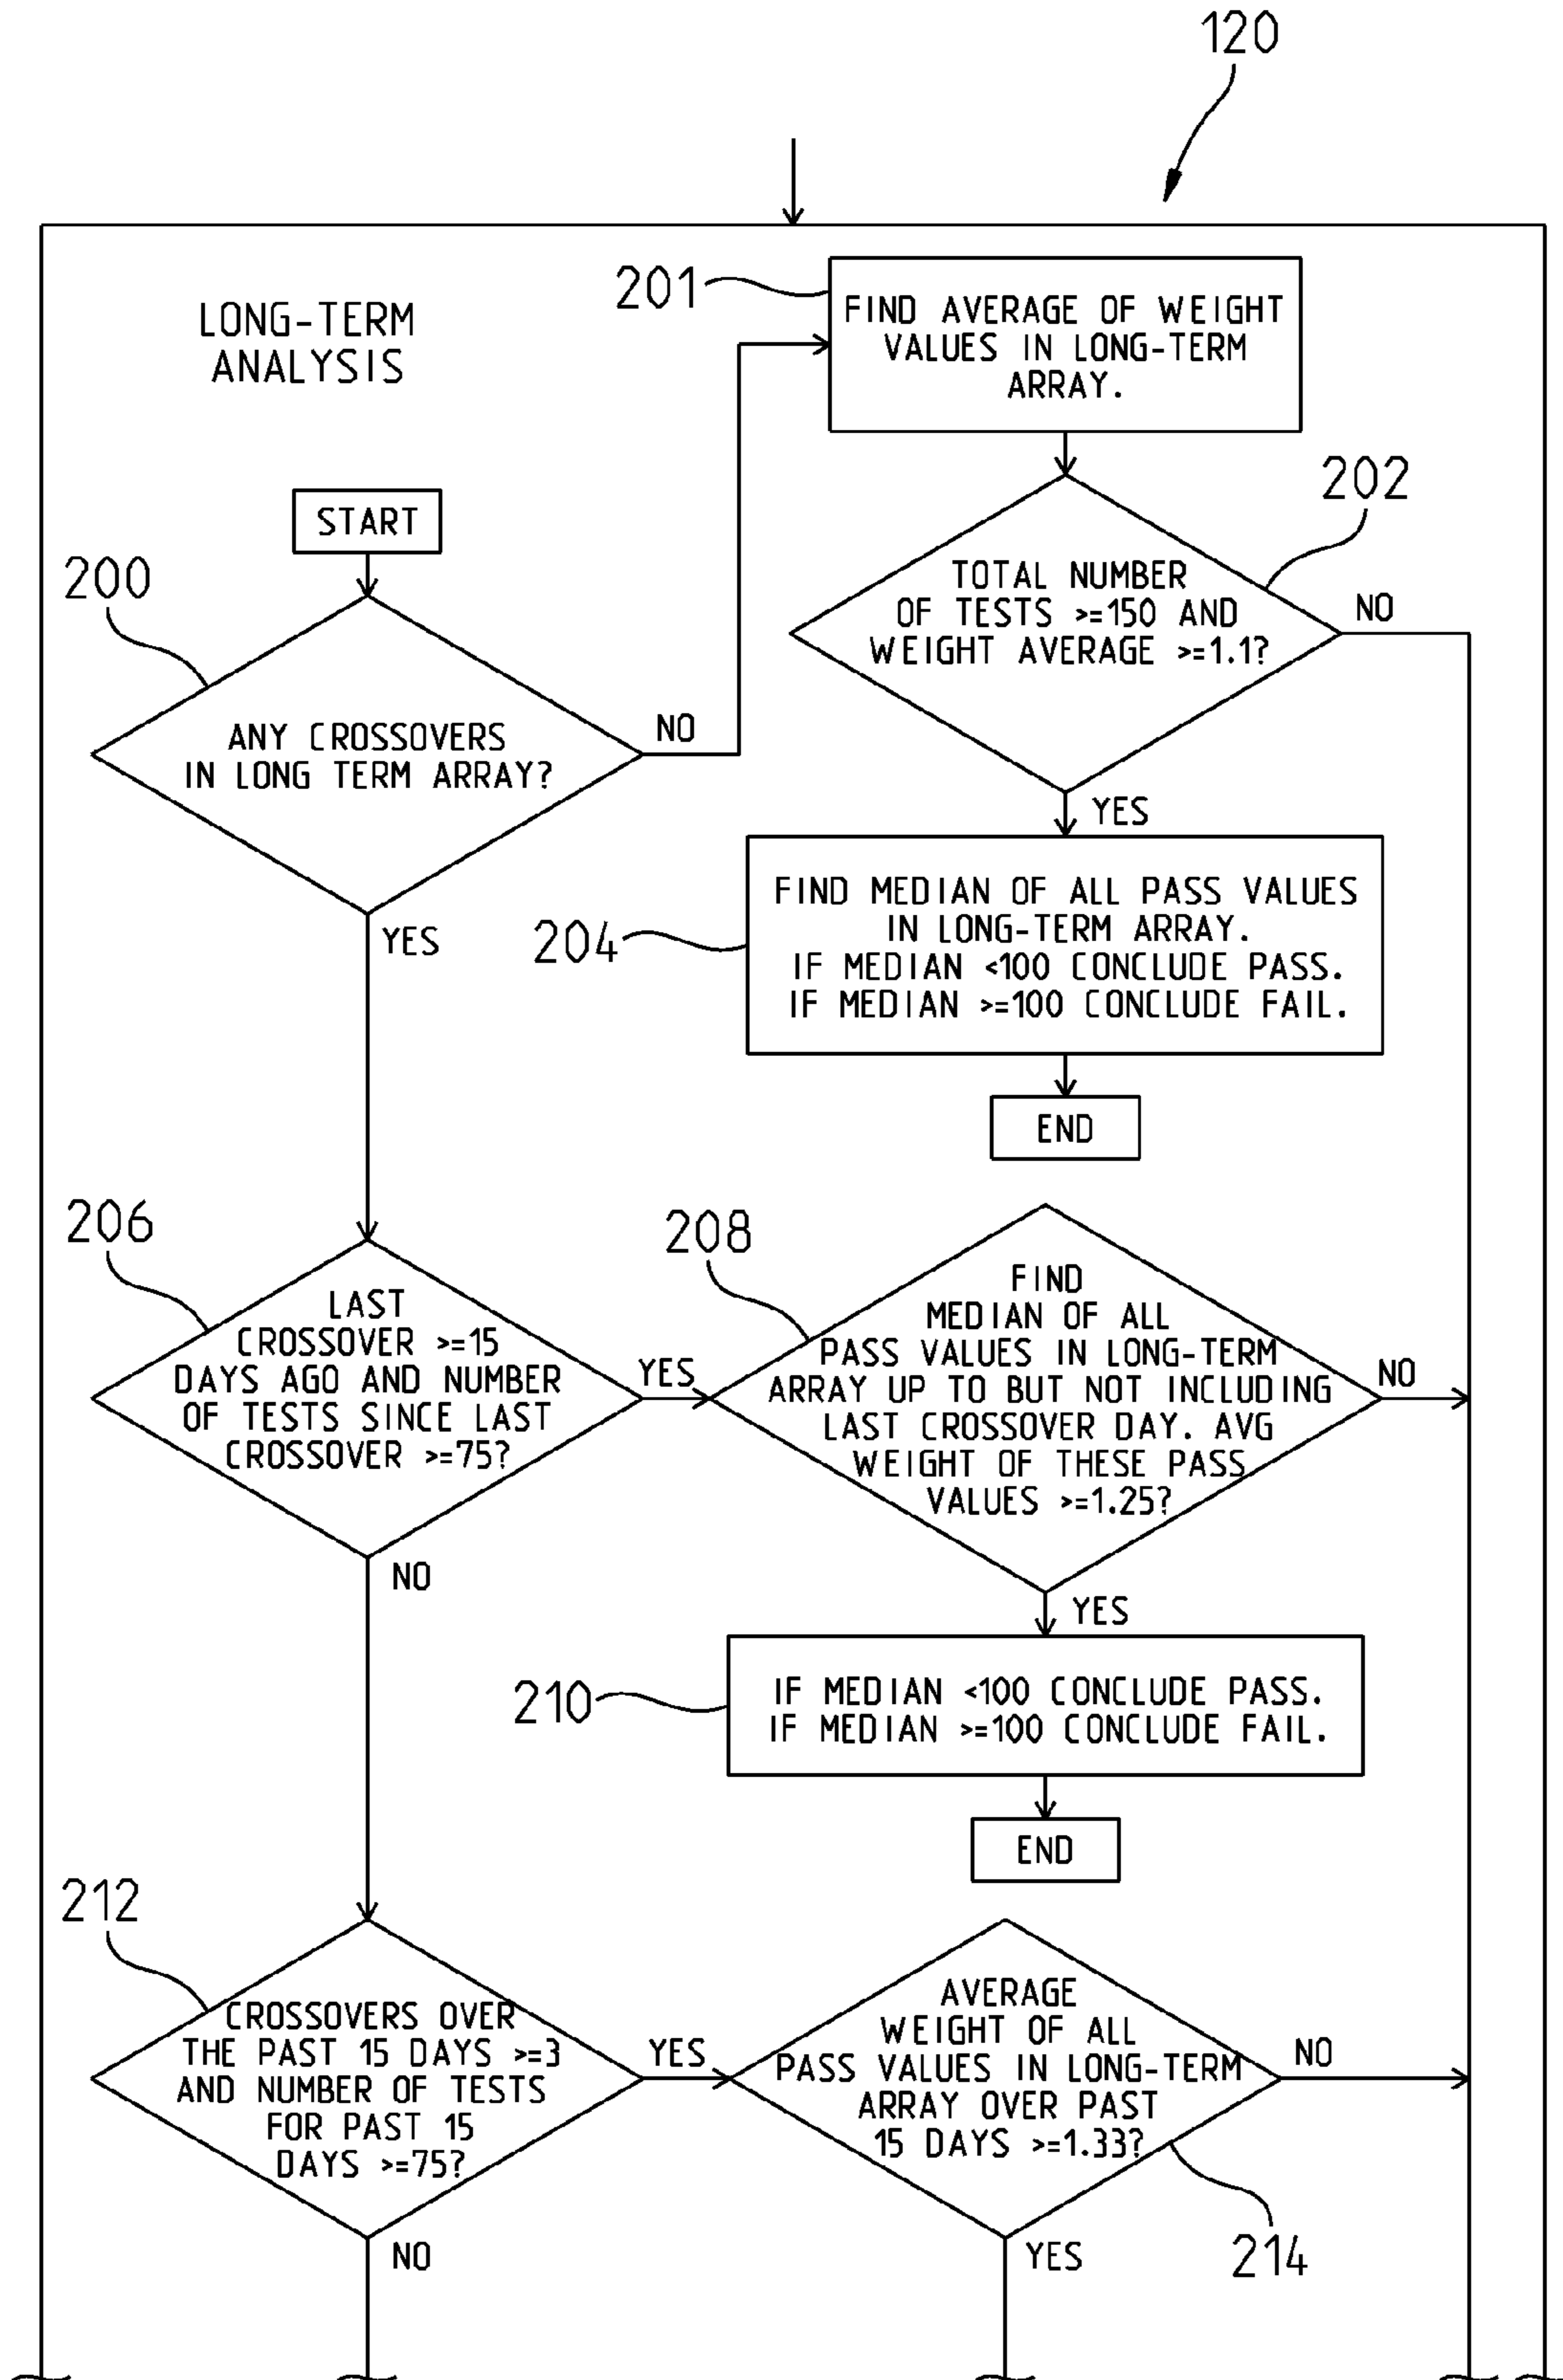 120
LONG-TERM
ANALYSIS
201
FIND AVERAGE OF WEIGHT
VALUES IN LONG-TERM
ARRAY.
START
200
ANY CROSSOVERS
IN LONG TERM ARRAY?
NO
YES
202
TOTAL NUMBER
OF TESTS >=150 AND
WEIGHT AVERAGE >=1.1?
NO
YES
204
FIND MEDIAN OF ALL PASS VALUES
IN LONG-TERM ARRAY.
IF MEDIAN <100 CONCLUDE PASS.
IF MEDIAN >=100 CONCLUDE FAIL.
END
206
LAST
CROSSOVER >=15
DAYS AGO AND NUMBER
OF TESTS SINCE LAST
CROSSOVER >=75?
YES
NO
208
FIND
MEDIAN OF ALL
PASS VALUES IN LONG-TERM
ARRAY UP TO BUT NOT INCLUDING
LAST CROSSOVER DAY. AVG
WEIGHT OF THESE PASS
VALUES >=1.25?
NO
YES
210
IF MEDIAN <100 CONCLUDE PASS.
IF MEDIAN >=100 CONCLUDE FAIL.
END
212
CROSSOVERS OVER
THE PAST 15 DAYS >=3
AND NUMBER OF TESTS
FOR PAST 15
DAYS >=75?
YES
NO
AVERAGE
WEIGHT OF ALL
PASS VALUES IN LONG-TERM
ARRAY OVER PAST
15 DAYS >=1.33?
NO
YES
214